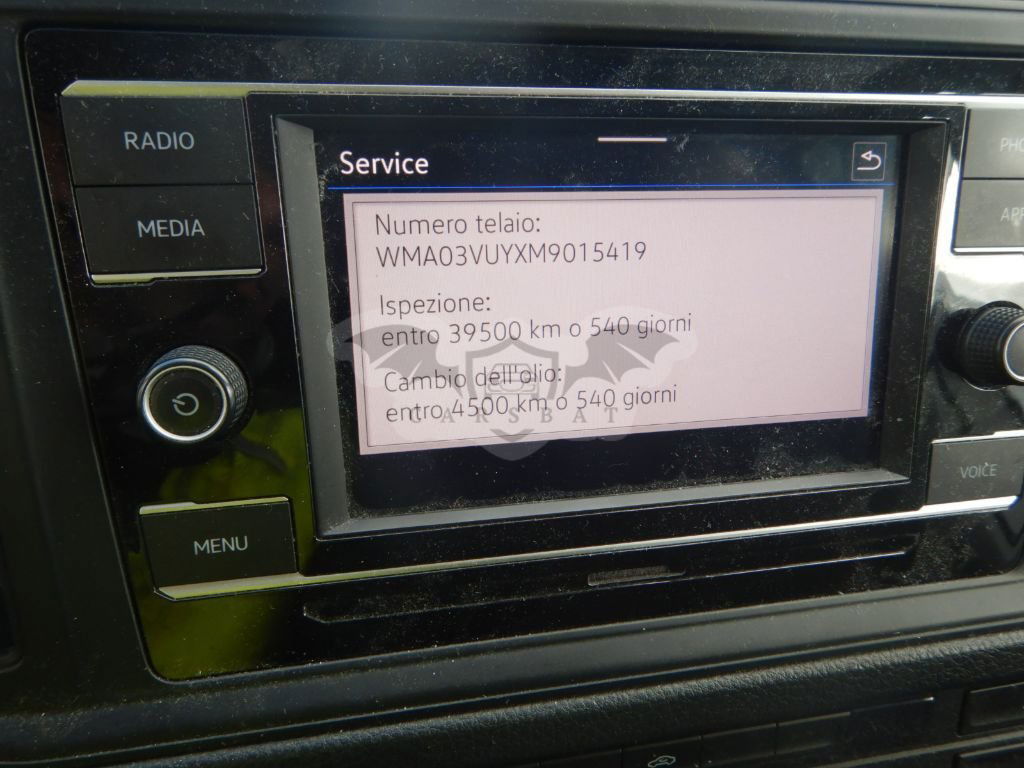 RADIO
MEDIA
MENU
Service
Numero telaio:
WMA03VUYXM9015419
Ispezione:
entro 39500 km o 540 giorni
Cambio dell'olio:
entro 4500 km o 540 giorni
CARSBAT
VOICE